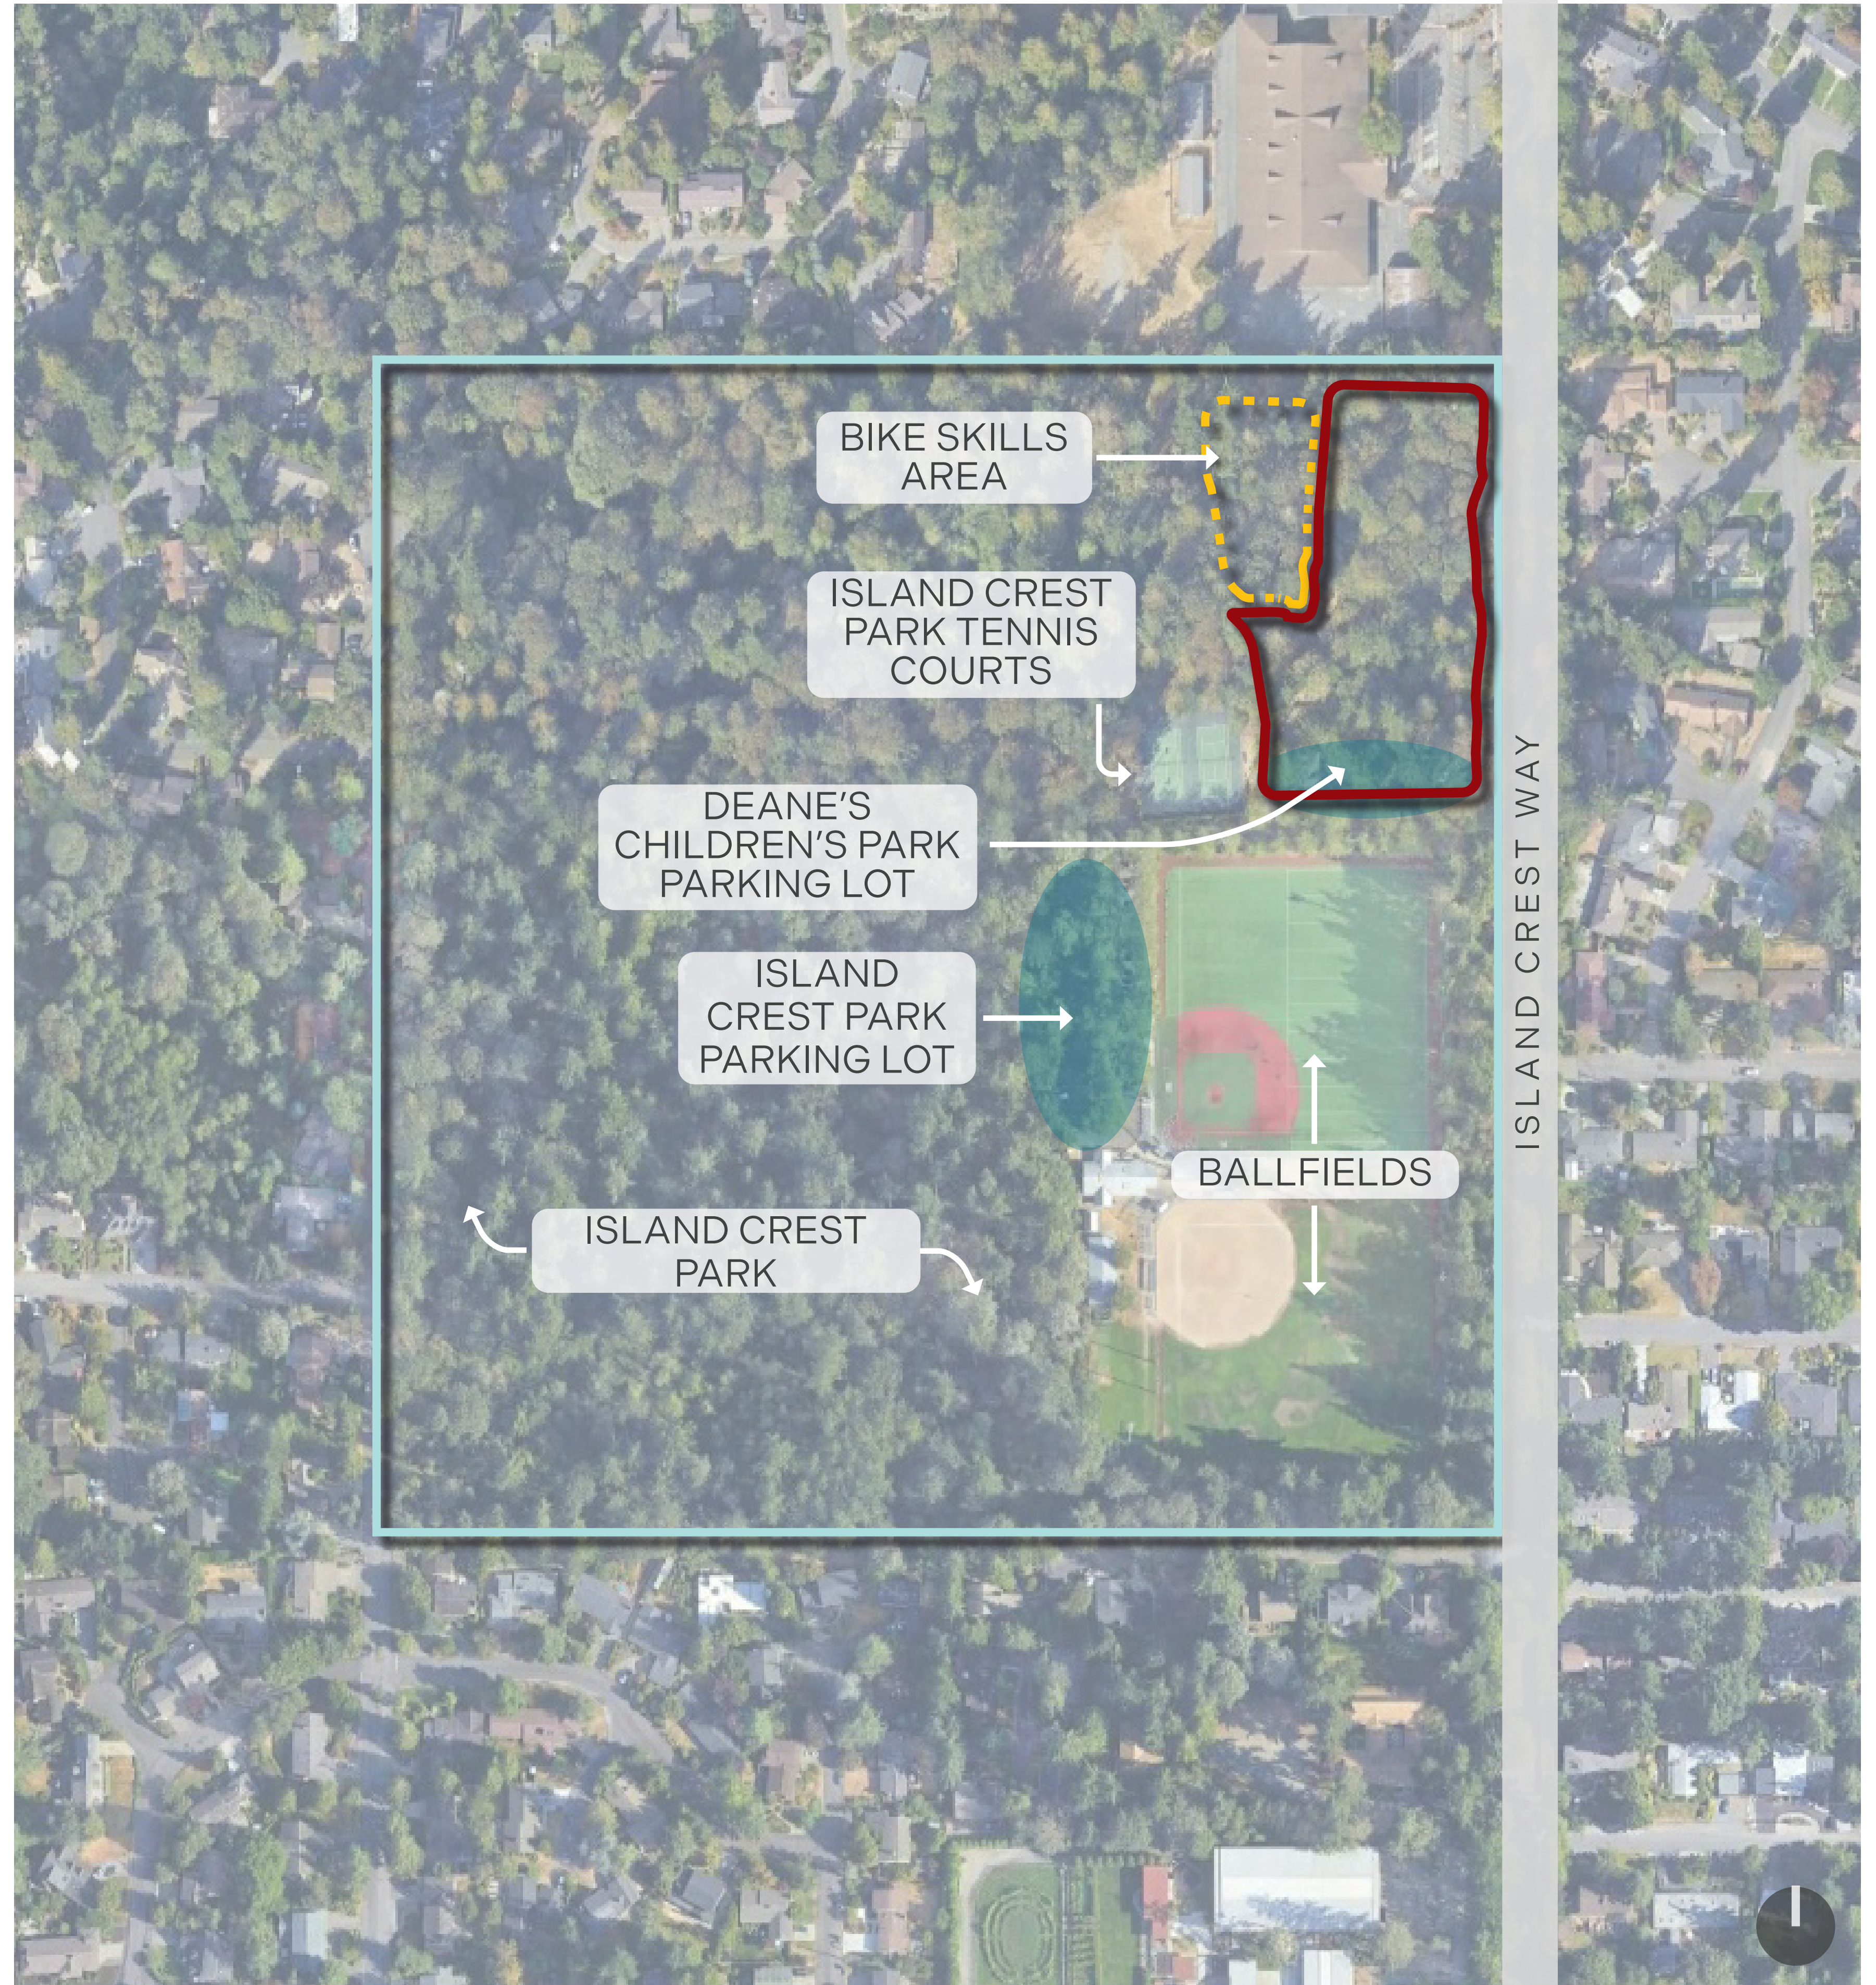 BIKE SKILLS
AREA
ISLAND CREST
PARK TENNIS
COURTS
DEANE’S
CHILDREN’S PARK
PARKING LOT
ISLAND
CREST PARK
PARKING LOT
BALLFIELDS
ISLAND CREST
PARK
ISLAND CREST WAY